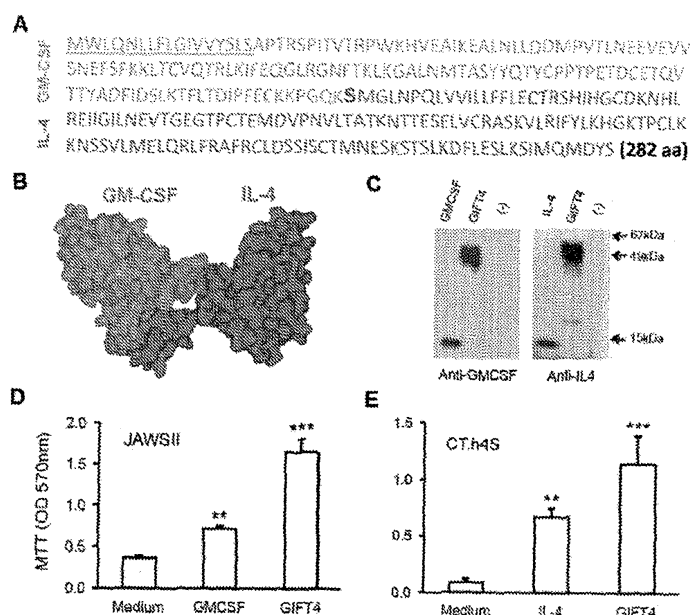 A
GM-CSF
MWLQNLLFLGIVVYSLSAPTRSPITVTRPWKHVEAIKEALNLLDDMPVTLNEEVEVV
SNEFSFKKLTCVQTRLKIFEQGLRGNFTKLKGALNMTASYYQTYCPPTPETDCETQV
TTYADFIDSLKTFLTDIPFECKKPGQKSMGLNPQLVVILLFFLECTRSHIHGCDKNHL
IL-4
REIIGILNEVTGEGTPCTEMDVPNVLTATKNTTESELVCRASKVLRIFYLKHGKTPCLK
KNSSVLMELQRLFRAFRCLDSSISCTMNESKSTSLKDFLESLKSIMQMDYS (282 aa)
B
GM-CSF IL-4
C
GMCSF GIFT4 (-) IL-4 GIFT4 (-)
15kDa
Anti-GMCSF Anti-IL4
D
JAWSII
MTT (OD 570nm)
2.0
1.5
1.0
0.5
0.0
**
***
Medium GMCSF GIFT4
E
CT.h4S
1.5
1.0
0.5
0.0
**
***
Medium IL-4 GIFT4